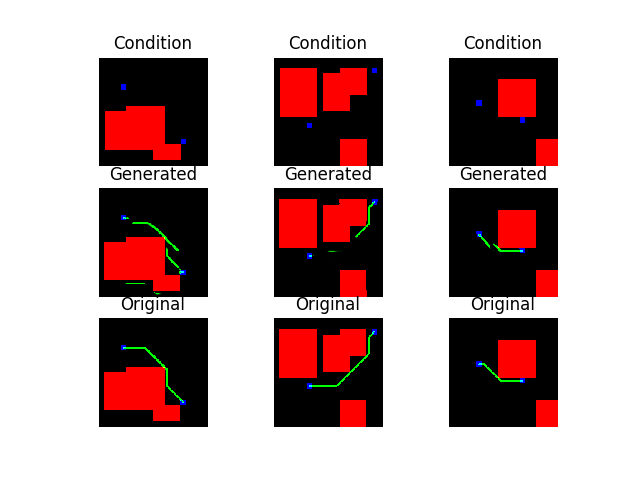 Condition Condition Condition
Generated Generated Generated
Original Original Original